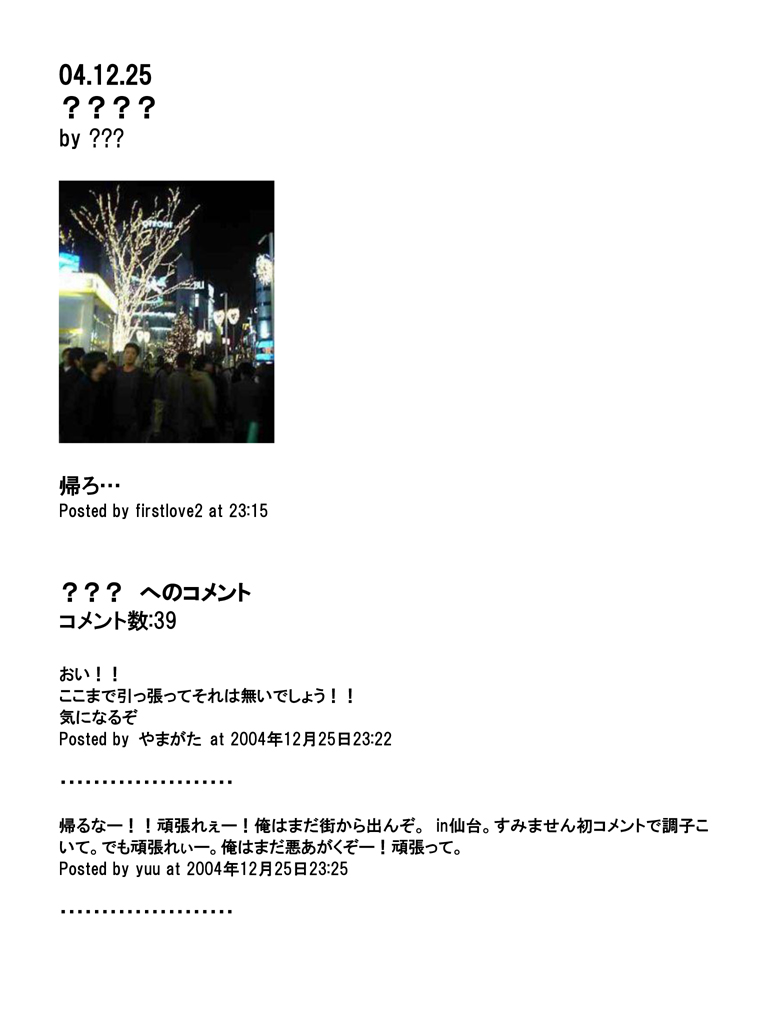 04.12.25
？？？？
by ???
QFRONT
帰ろ…
Posted by firstlove2 at 23:15
？？？　へのコメント
コメント数:39
おい！！
ここまで引っ張ってそれは無いでしょう！！
気になるぞ
Posted by やまがた at 2004年12月25日23:22
・・・・・・・・・・・・・・・・・・・・・
帰るなー！！頑張れぇー！俺はまだ街から出んぞ。 in仙台。すみません初コメントで調子こ
いて。でも頑張れぃー。俺はまだ悪あがくぞー！頑張って。
Posted by yuu at 2004年12月25日23:25
・・・・・・・・・・・・・・・・・・・・・